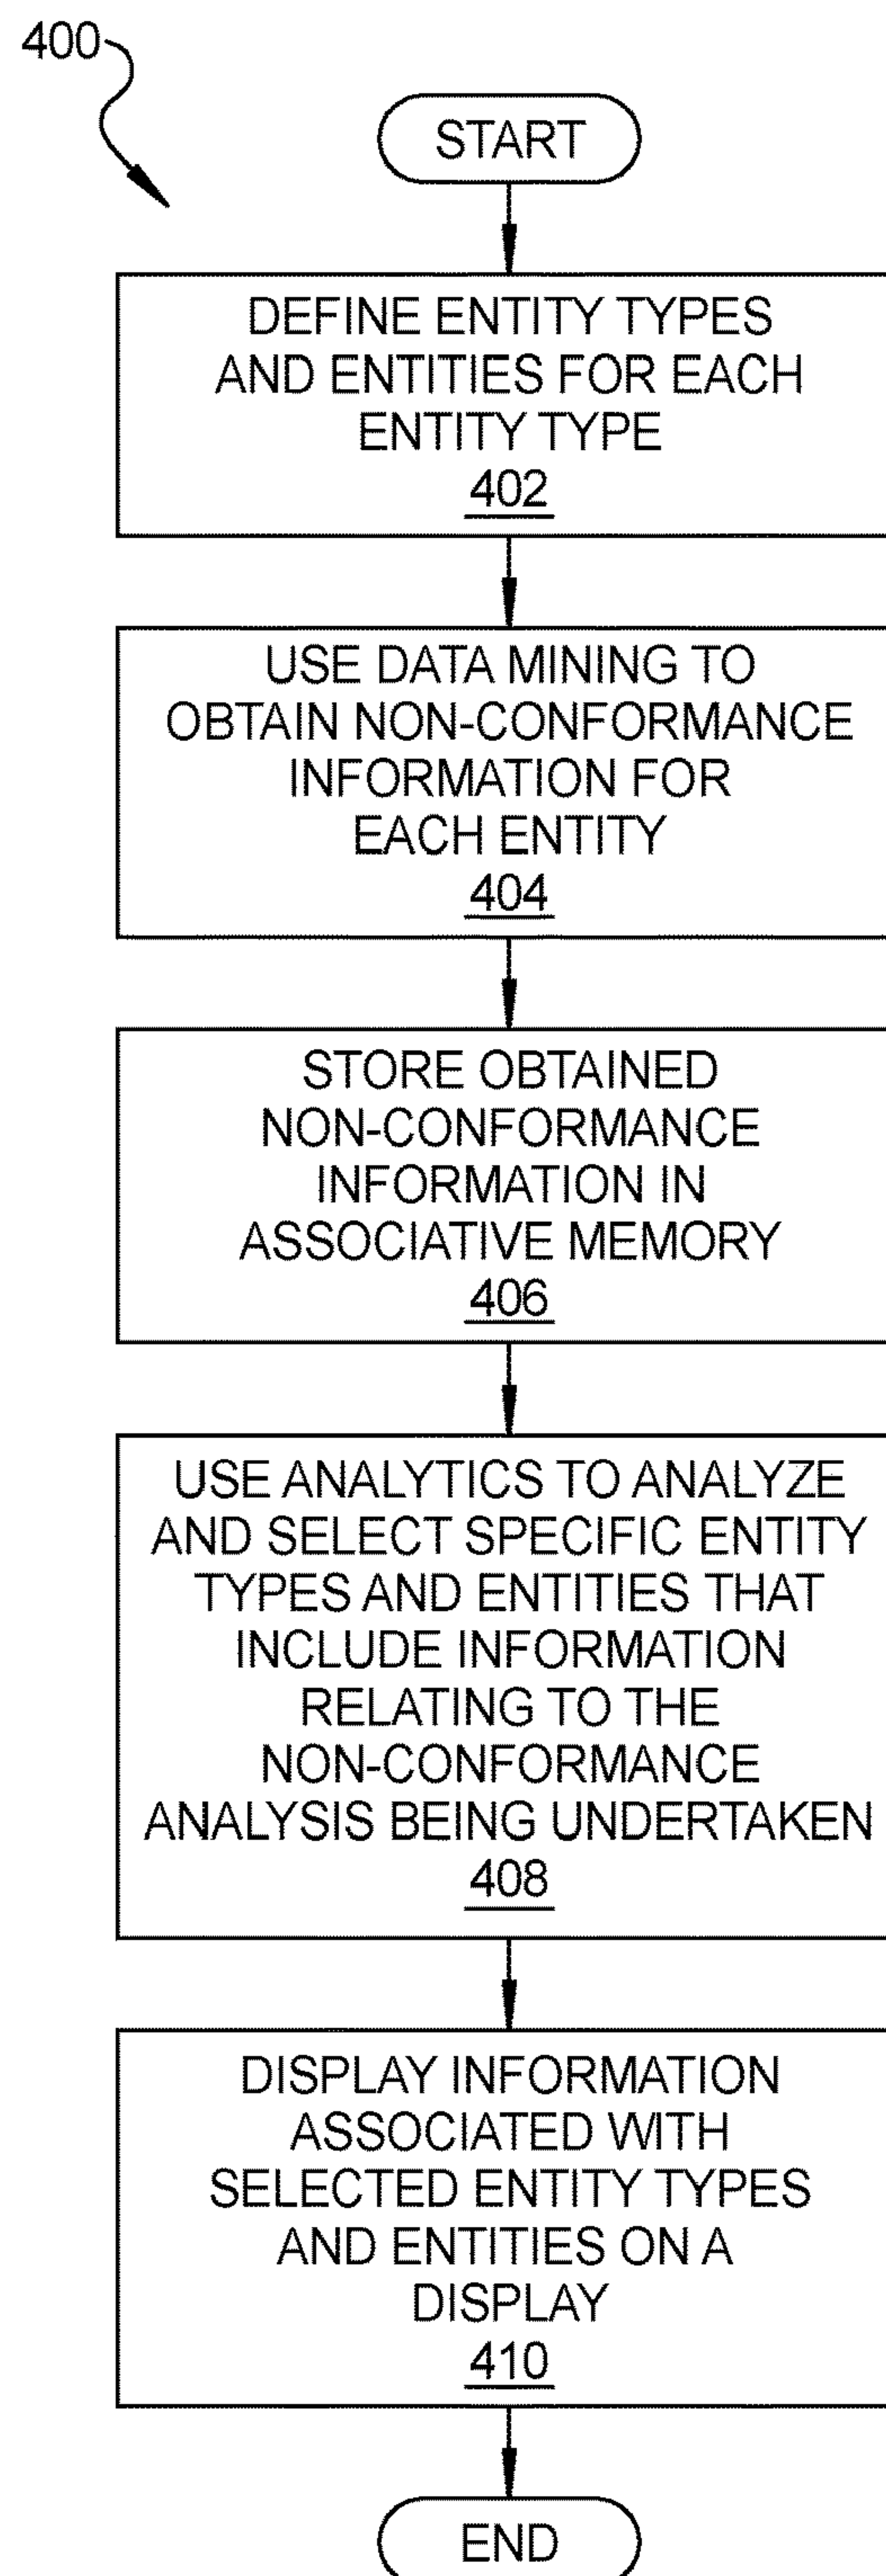 400
START
DEFINE ENTITY TYPES
AND ENTITIES FOR EACH
ENTITY TYPE
402
USE DATA MINING TO
OBTAIN NON-CONFORMANCE
INFORMATION FOR
EACH ENTITY
404
STORE OBTAINED
NON-CONFORMANCE
INFORMATION IN
ASSOCIATIVE MEMORY
406
USE ANALYTICS TO ANALYZE
AND SELECT SPECIFIC ENTITY
TYPES AND ENTITIES THAT
INCLUDE INFORMATION
RELATING TO THE
NON-CONFORMANCE
ANALYSIS BEING UNDERTAKEN
408
DISPLAY INFORMATION
ASSOCIATED WITH
SELECTED ENTITY TYPES
AND ENTITIES ON A
DISPLAY
410
END